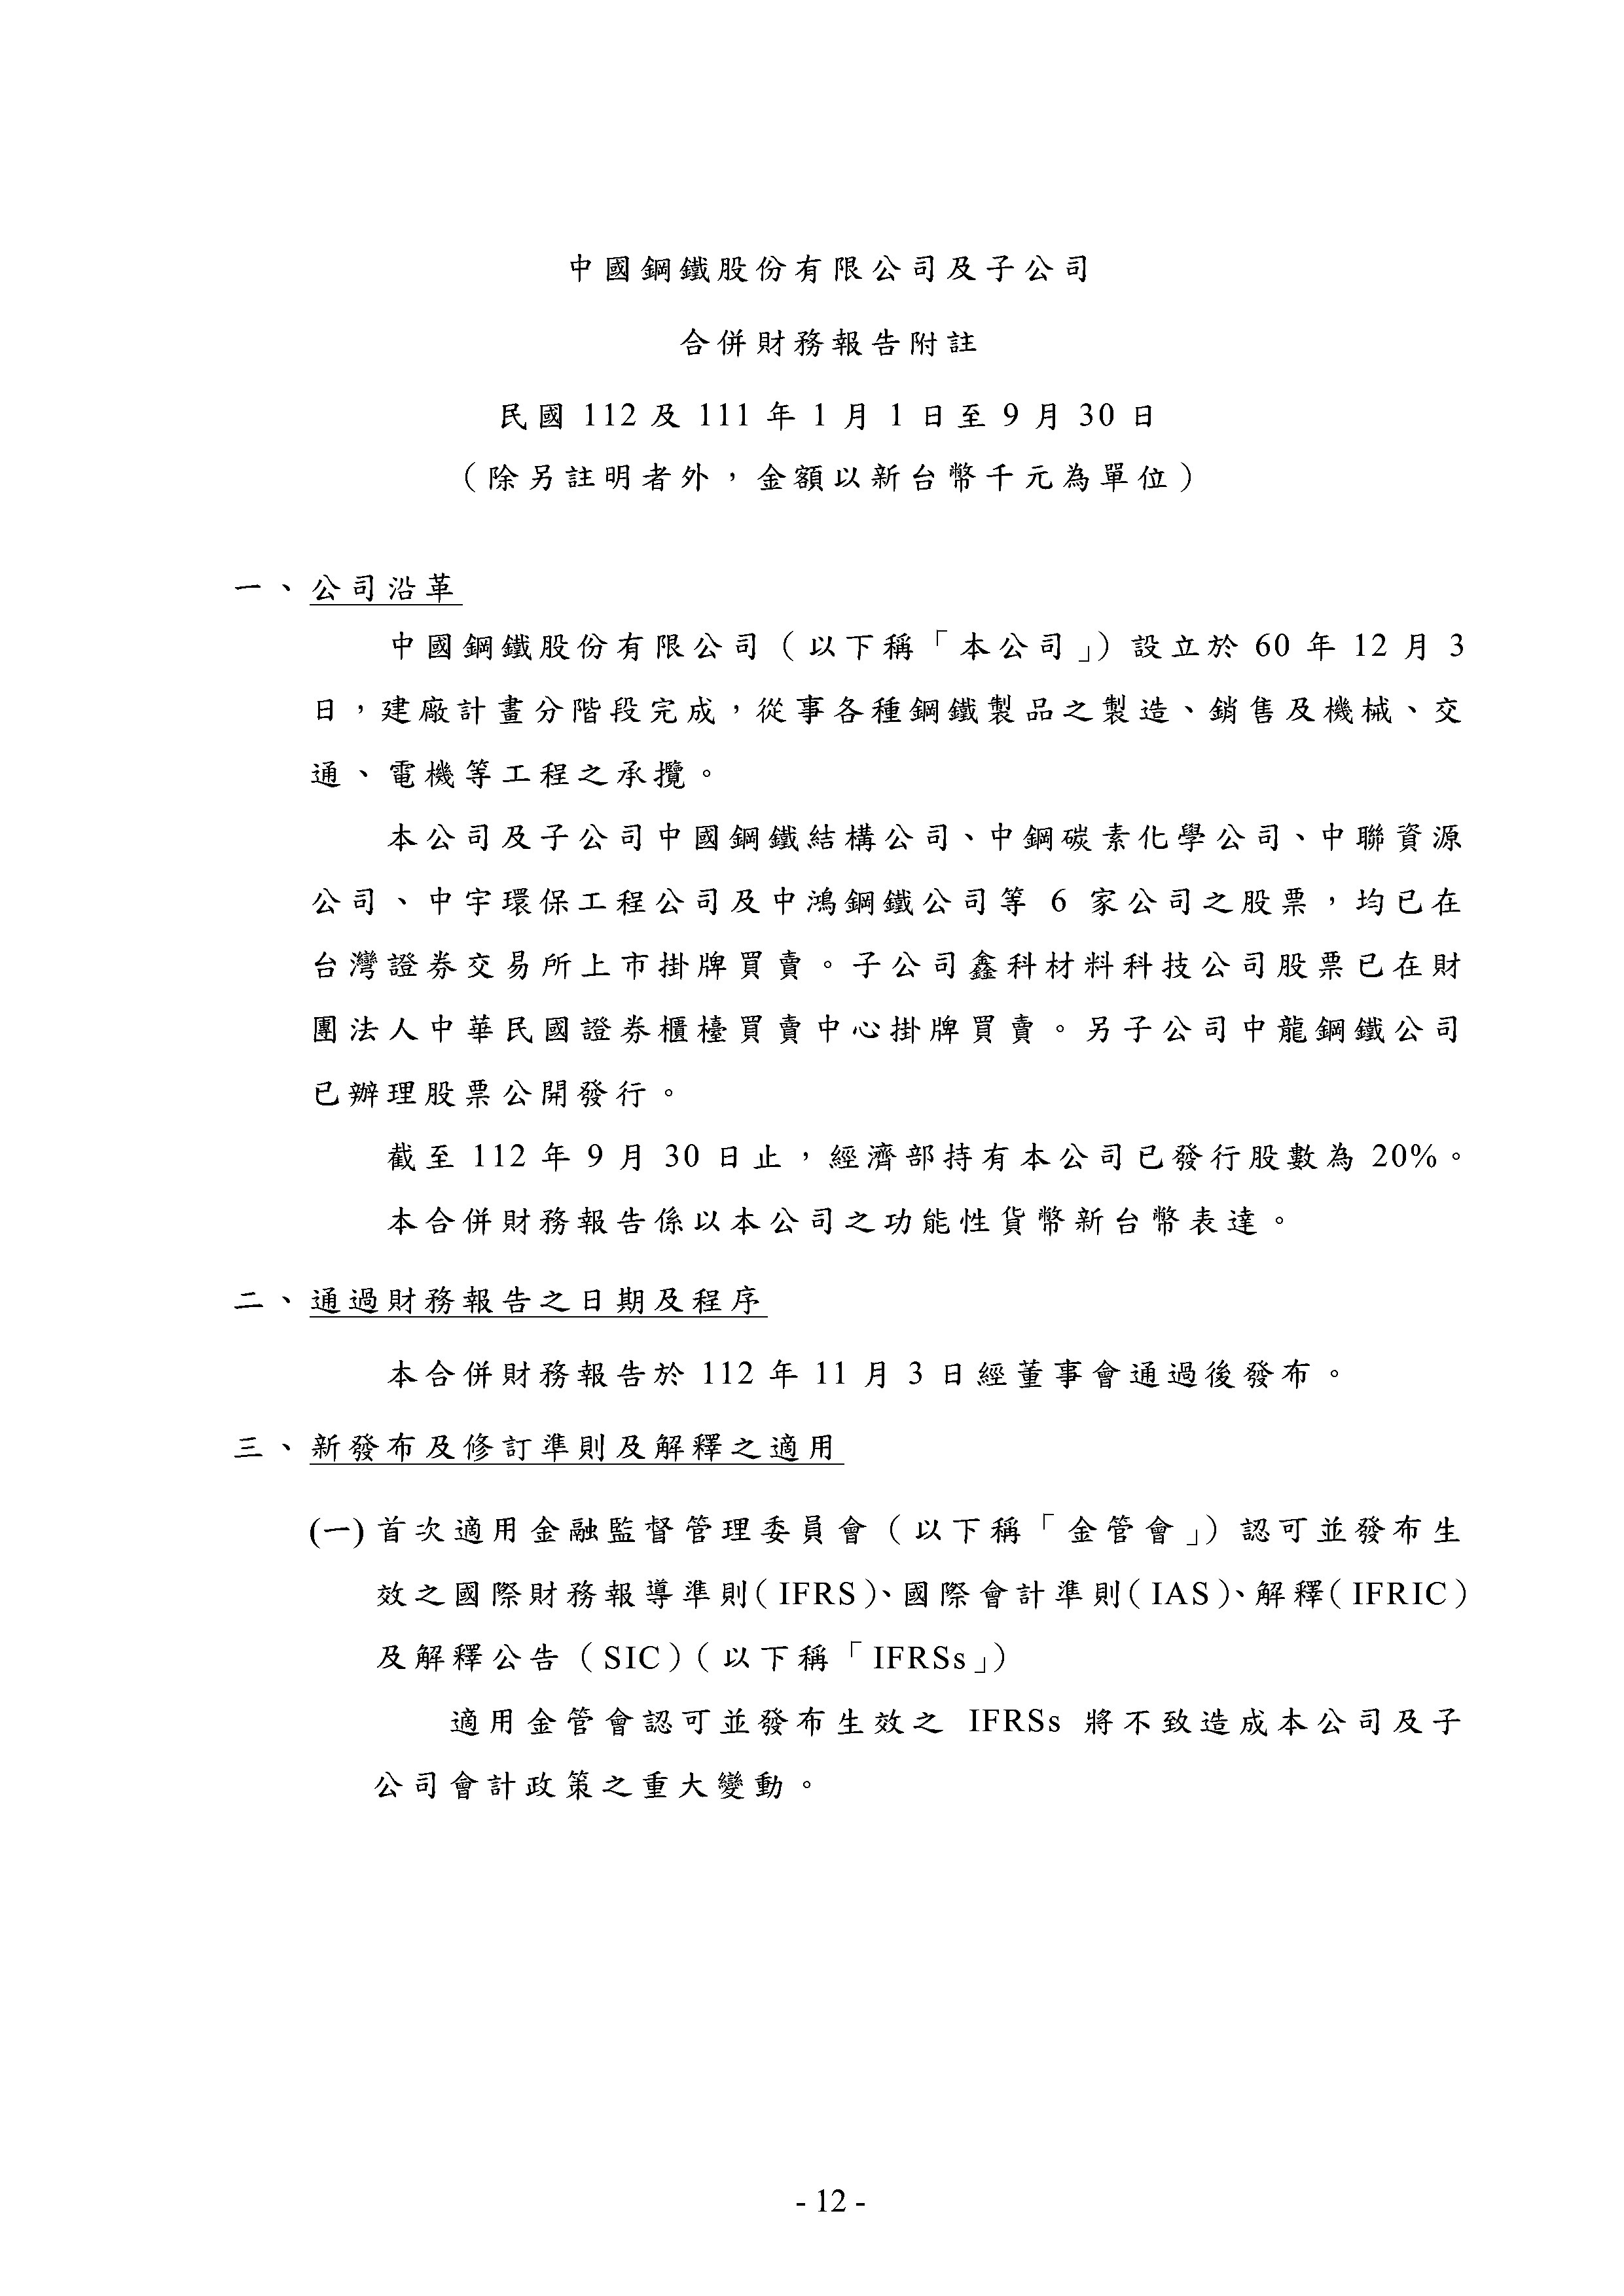 中國鋼鐵股份有限公司及子公司
合併財務報告附註
民國 112 及 111 年 1 月 1 日至 9 月 30 日
（除另註明者外，金額以新台幣千元為單位）
一、公司沿革
中國鋼鐵股份有限公司（以下稱「本公司」）設立於 60 年 12 月 3
日，建廠計畫分階段完成，從事各種鋼鐵製品之製造、銷售及機械、交
通、電機等工程之承攬。
本公司及子公司中國鋼鐵結構公司、中鋼碳素化學公司、中聯資源
公司、中宇環保工程公司及中鴻鋼鐵公司等 6 家公司之股票，均已在
台灣證券交易所上市掛牌買賣。子公司鑫科材料科技公司股票已在財
團法人中華民國證券櫃檯買賣中心掛牌買賣。另子公司中龍鋼鐵公司
已辦理股票公開發行。
截至 112 年 9 月 30 日止，經濟部持有本公司已發行股數為 20%。
本合併財務報告係以本公司之功能性貨幣新台幣表達。
二、通過財務報告之日期及程序
本合併財務報告於 112 年 11 月 3 日經董事會通過後發布。
三、新發布及修訂準則及解釋之適用
(一) 首次適用金融監督管理委員會（以下稱「金管會」）認可並發布生
效之國際財務報導準則（IFRS）、國際會計準則（IAS）、解釋（IFRIC）
及解釋公告（SIC）（以下稱「IFRSs」）
適用金管會認可並發布生效之 IFRSs 將不致造成本公司及子
公司會計政策之重大變動。
- 12 -